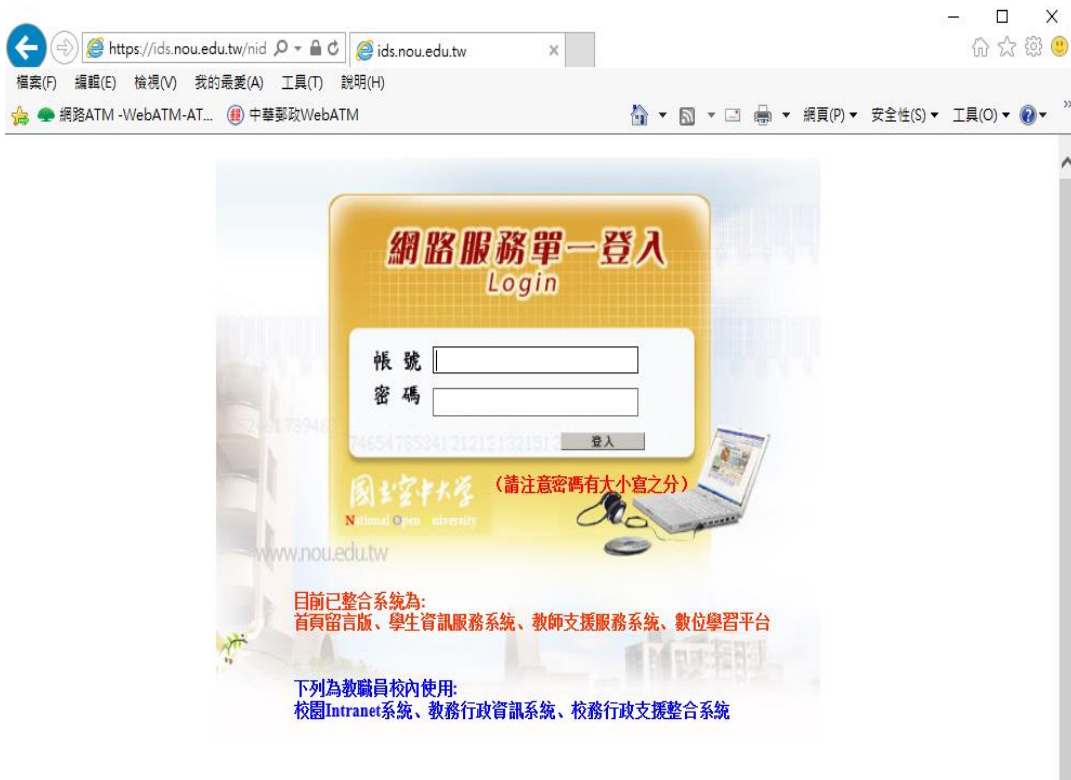 https://ids.nou.edu.tw/nid
ids.nou.edu.tw
檔案(F) 編輯(E) 檢視(V) 我的最愛(A) 工具(T) 說明(H)
網路ATM -WebATM-AT... 中華郵政WebATM 網頁(P) 安全性(S) 工具(O)
網路服務單一登入
Login
帳號
密碼
登入
(請注意密碼有大小寫之分)
國立空中大學
National Open University
www.nou.edu.tw
目前已整合系統為:
首頁留言版、學生資訊服務系統、教師支援服務系統、數位學習平台
下列為教職員校內使用:
校園Intranet系統、教務行政資訊系統、校務行政支援整合系統